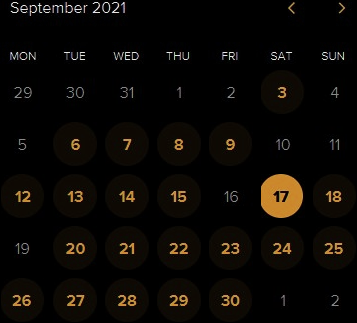 September 2021
MON TUE WED THU FRI SAT SUN
29 30 31 1 2 3 4
5 6 7 8 9 10 11
12 13 14 15 16 17 18
19 20 21 22 23 24 25
26 27 28 29 30 1 2